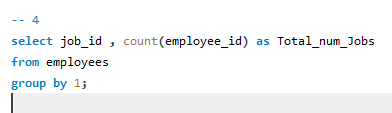 -- 4
select job_id , count(employee_id) as Total_num_Jobs
from employees
group by 1;